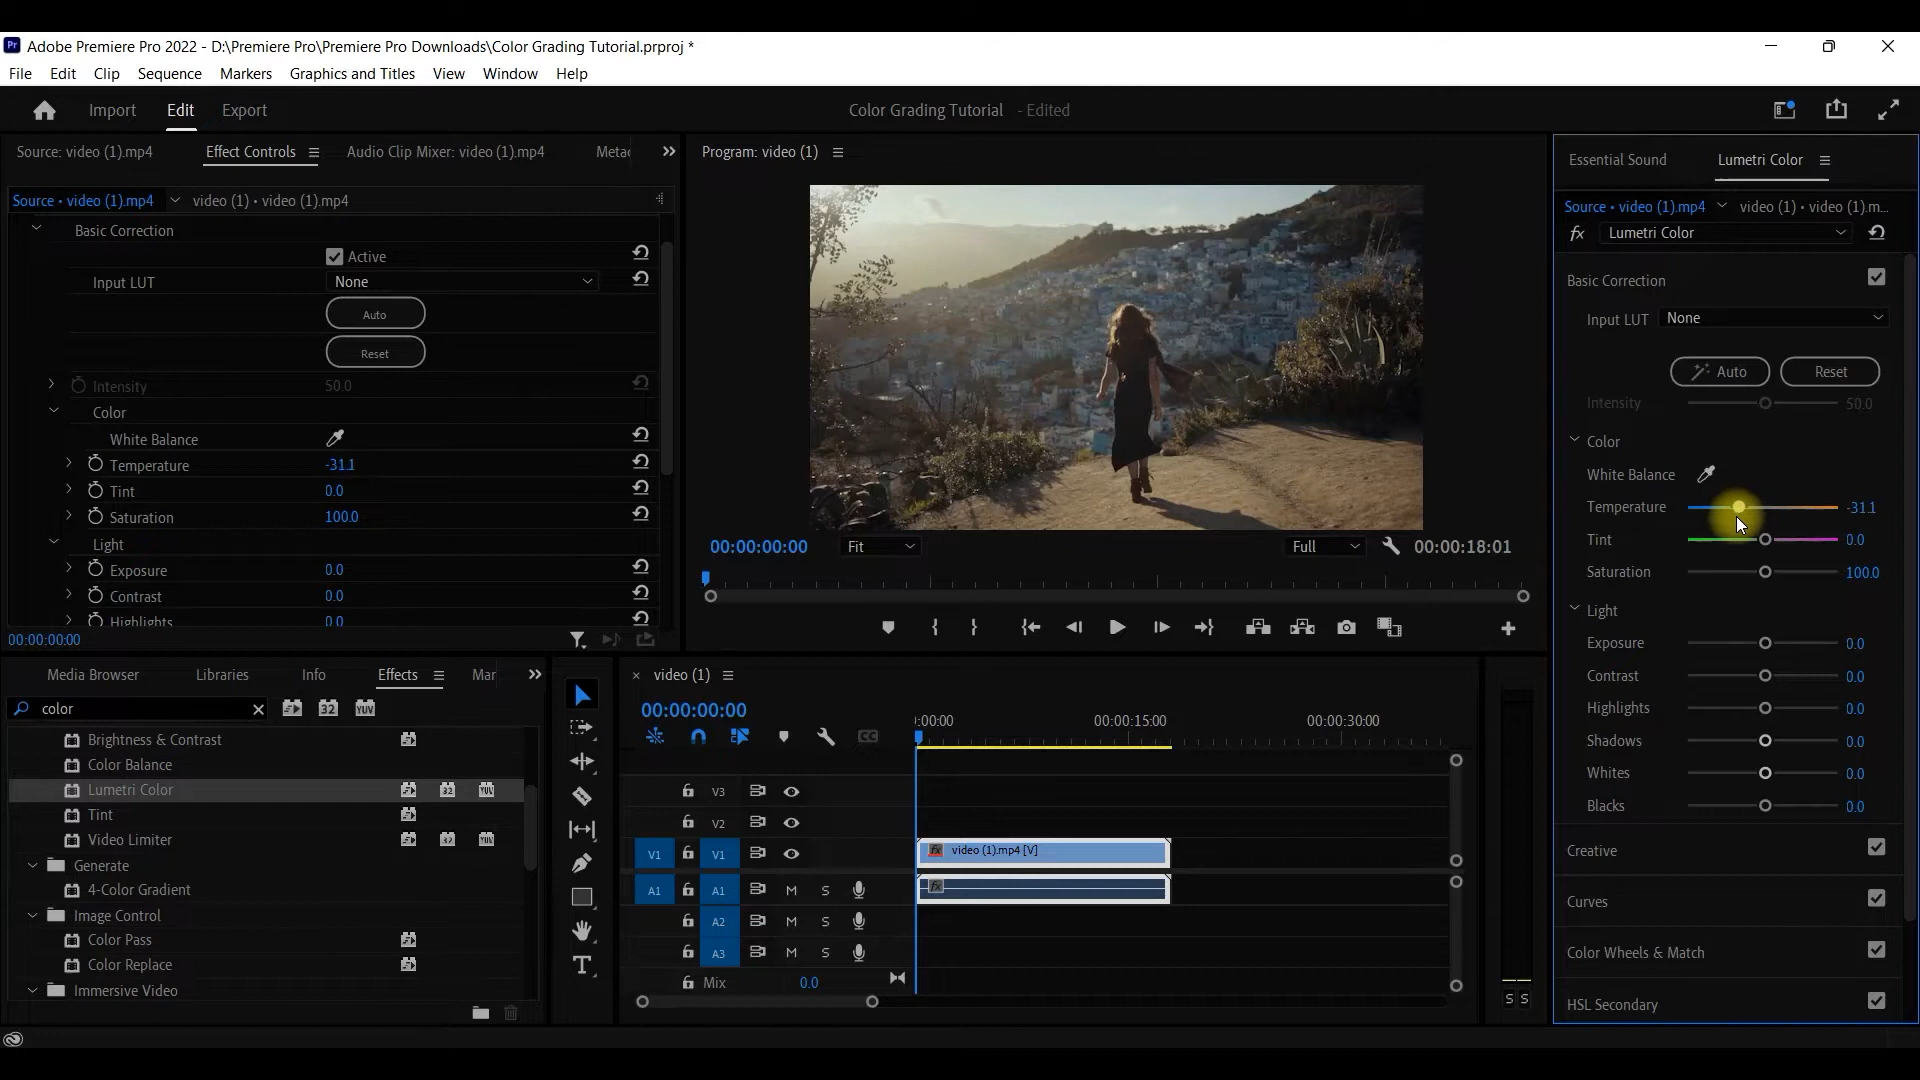 Pr Adobe Premiere Pro 2022 - D:\Premiere Pro\Premiere Pro Downloads\Color Grading Tutorial.prproj *
File Edit Clip Sequence Markers Graphics and Titles View Window Help
Import Edit Export Color Grading Tutorial - Edited
Source: video (1).mp4 Effect Controls Audio Clip Mixer: video (1).mp4 Metac
Source • video (1).mp4 video (1) • video (1).mp4
Basic Correction
Active
Input LUT None
Auto
Reset
Intensity 50.0
Color
White Balance
Temperature -31.1
Tint 0.0
Saturation 100.0
Light
Exposure 0.0
Contrast 0.0
Highlights 0.0
00:00:00:00
Program: video (1)
00:00:00:00 Fit Full 00:00:18:01
Essential Sound Lumetri Color
Source • video (1).mp4 video (1) • video (1).m...
fx Lumetri Color
Basic Correction
Input LUT None
Auto Reset
Intensity 50.0
Color
White Balance
Temperature -31.1
Tint 0.0
Saturation 100.0
Light
Exposure 0.0
Contrast 0.0
Highlights 0.0
Shadows 0.0
Whites 0.0
Blacks 0.0
Creative
Curves
Color Wheels & Match
HSL Secondary
Media Browser Libraries Info Effects Mar
color 32 YUV
Brightness & Contrast
Color Balance
Lumetri Color 32 YUV
Tint
Video Limiter 32 YUV
Generate
4-Color Gradient
Image Control
Color Pass
Color Replace
Immersive Video
× video (1)
00:00:00:00
:00:00 00:00:15:00 00:00:30:00
V3
V2
V1 V1 fx video (1).mp4 [V]
A1 A1 M S fx
A2 M S
A3 M S
Mix 0.0
S S